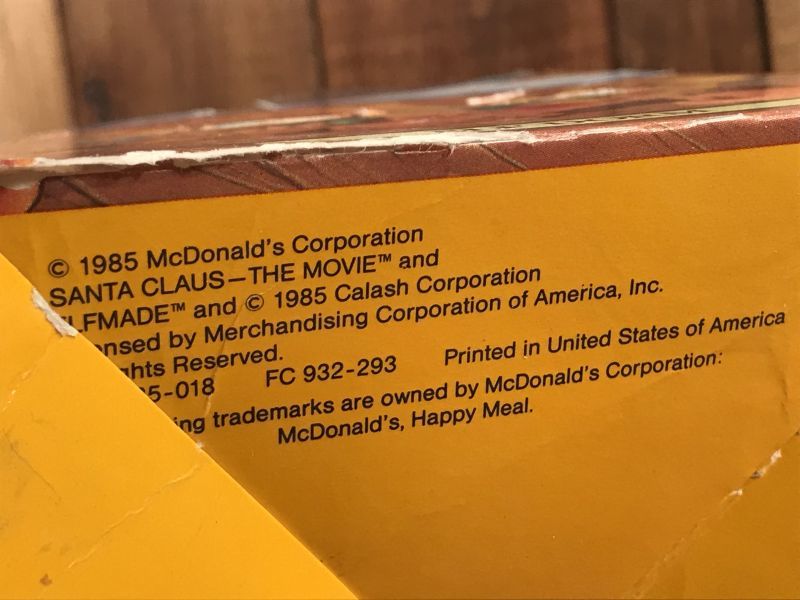 © 1985 McDonald's Corporation
SANTA CLAUS—THE MOVIE™ and
ELFMADE™ and © 1985 Calash Corporation
ensed by Merchandising Corporation of America, Inc.
hts Reserved.
5-018 FC 932-293 Printed in United States of America
ng trademarks are owned by McDonald's Corporation:
McDonald's, Happy Meal.